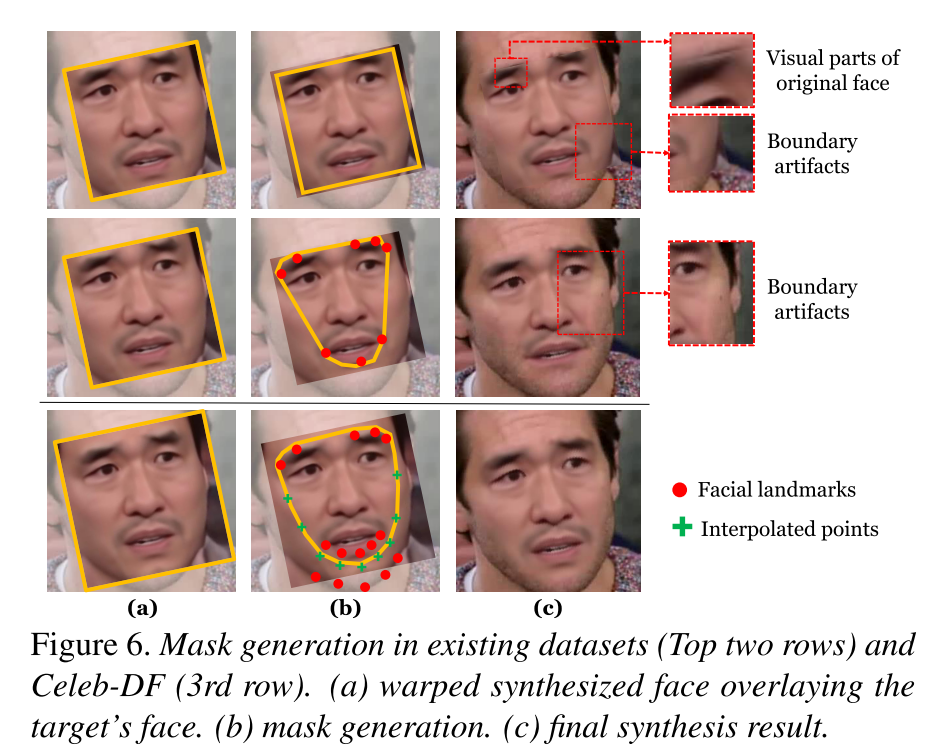 Visual parts of
original face
Boundary
artifacts
Boundary
artifacts
Facial landmarks
Interpolated points
(a) (b) (c)
Figure 6. Mask generation in existing datasets (Top two rows) and
Celeb-DF (3rd row). (a) warped synthesized face overlaying the
target's face. (b) mask generation. (c) final synthesis result.